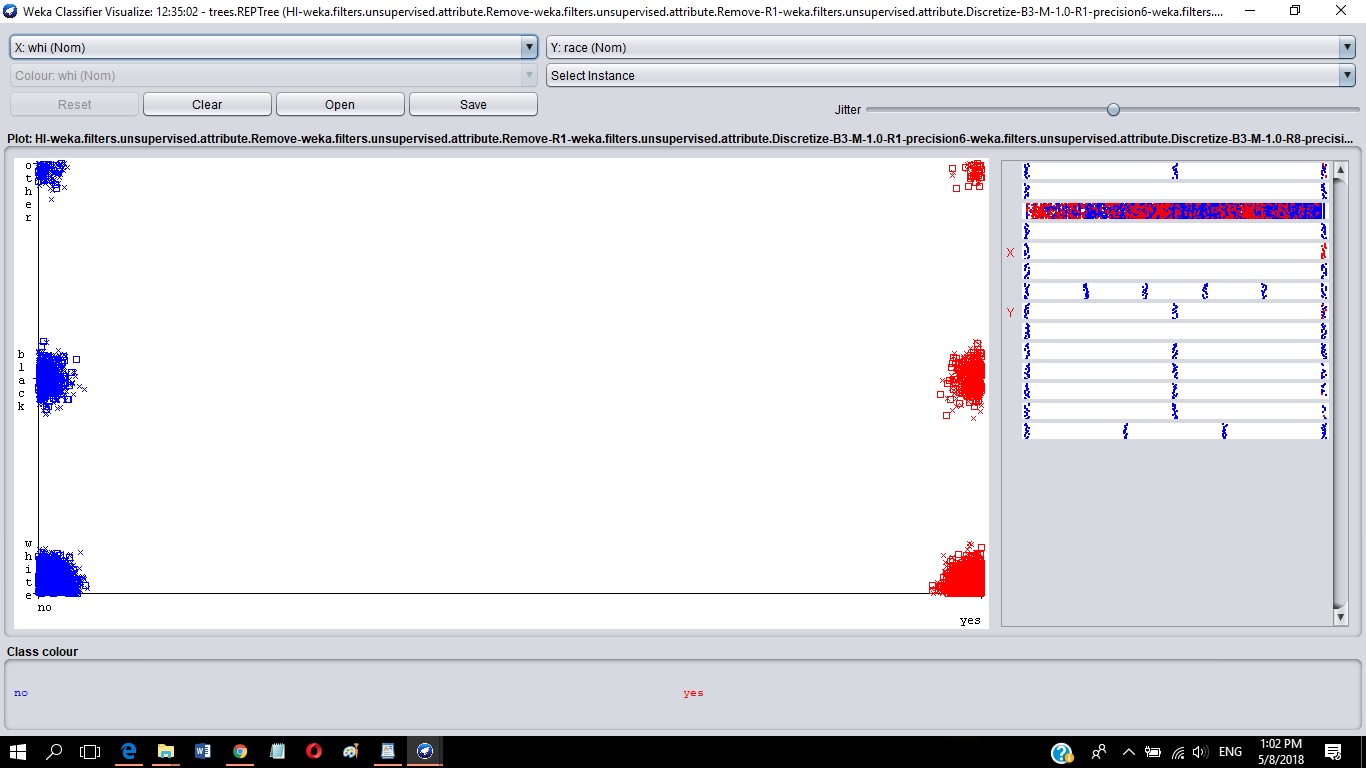 Weka Classifier Visualize: 12:35:02 - trees.REPTree (HI-weka.filters.unsupervised.attribute.Remove-weka.filters.unsupervised.attribute.Remove-R1-weka.filters.unsupervised.attribute.Discretize-B3-M-1.0-R1-precision6-weka.filters....
X: whi (Nom)
Y: race (Nom)
Colour: whi (Nom)
Select Instance
Reset
Clear
Open
Save
Jitter
Plot: HI-weka.filters.unsupervised.attribute.Remove-weka.filters.unsupervised.attribute.Remove-R1-weka.filters.unsupervised.attribute.Discretize-B3-M-1.0-R1-precision6-weka.filters.unsupervised.attribute.Discretize-B3-M-1.0-R8-precisi...
other
black
white
no
yes
X
Y
Class colour
no
yes
ENG
1:02 PM
5/8/2018